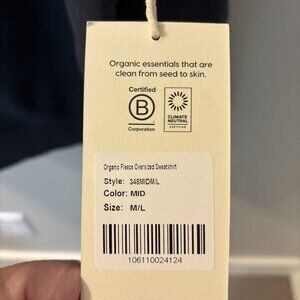 Organic essentials that are
clean from seed to skin.
Certified
B
Corporation
CLIMATE
NEUTRAL
CERTIFIED
Organic Fleece Oversized Sweatshirt
Style: 348MIDM/L
Color: MID
Size: M/L
106110024124